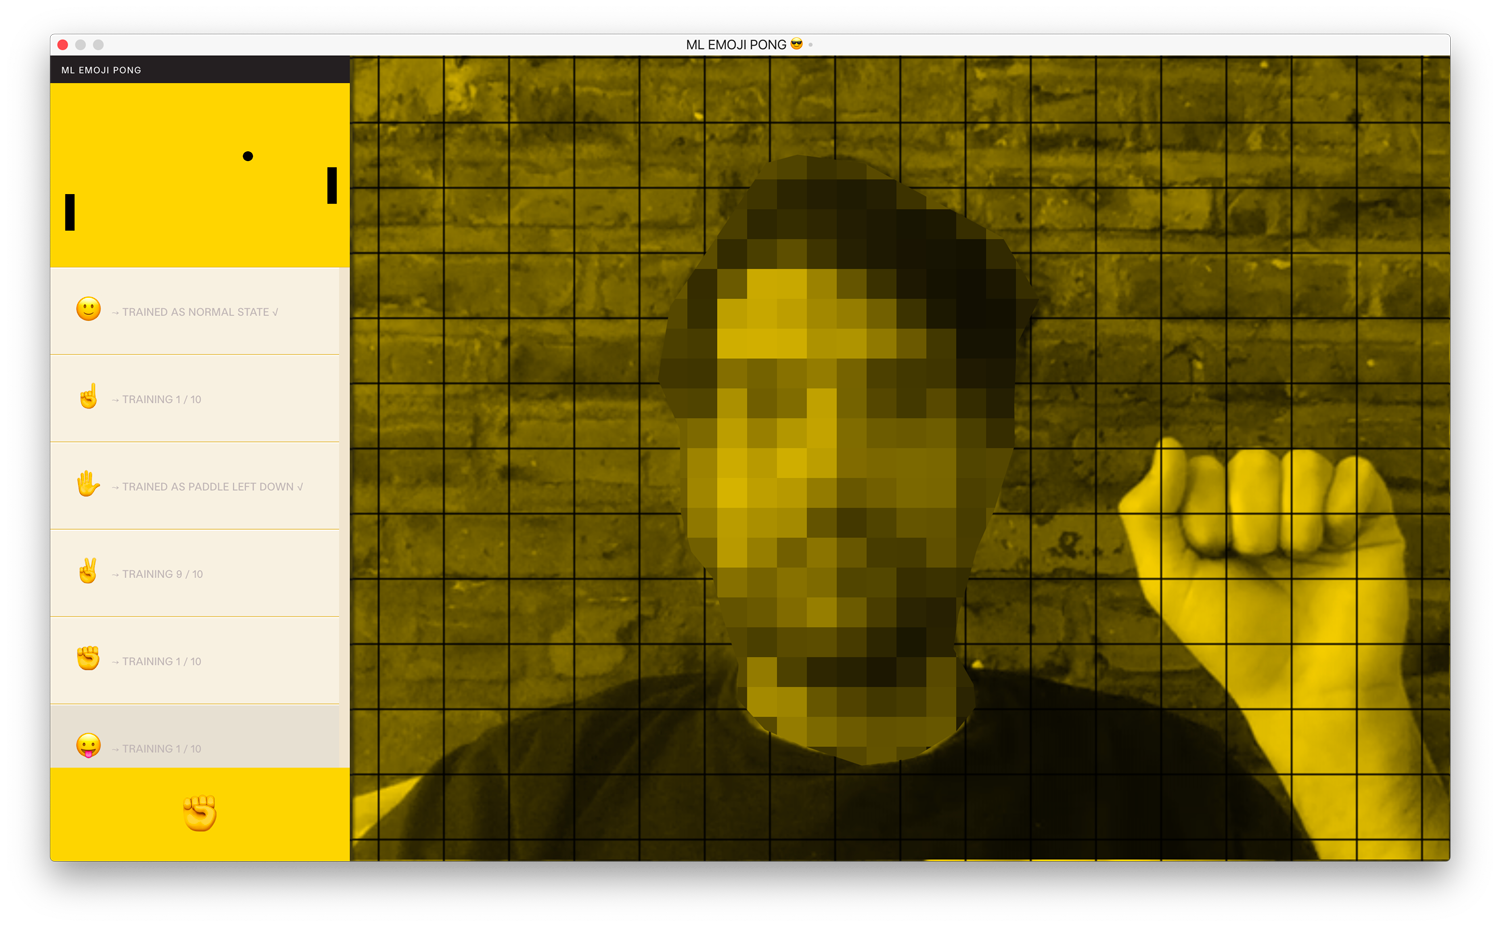 ML EMOJI PONG 😎
ML EMOJI PONG
→ TRAINED AS NORMAL STATE √
→ TRAINING 1 / 10
→ TRAINED AS PADDLE LEFT DOWN √
→ TRAINING 9 / 10
→ TRAINING 1 / 10
→ TRAINING 1 / 10